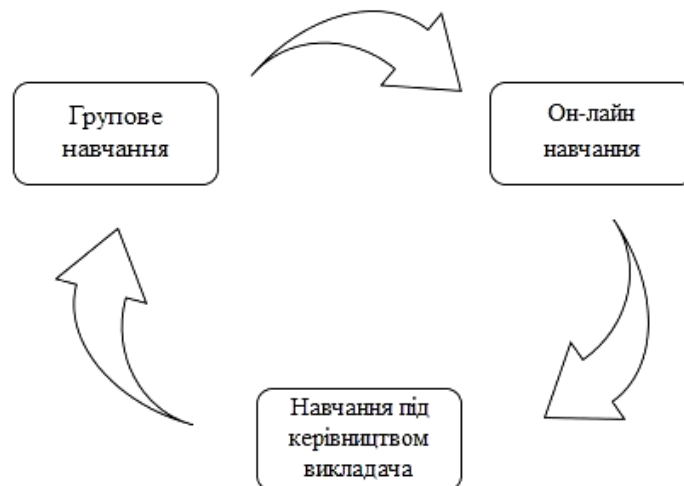 Групове
навчання
Он-лайн
навчання
Навчання під
керівництвом
викладача